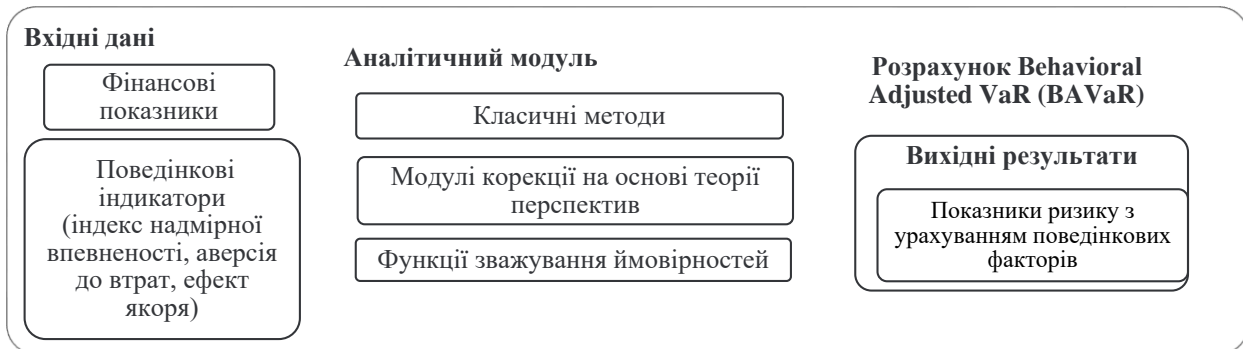 Вхідні дані
Фінансові
показники
Поведінкові
індикатори
(індекс надмірної
впевненості, аверсія
до втрат, ефект
якоря)
Аналітичний модуль
Класичні методи
Модулі корекції на основі теорії
перспектив
Функції зважування ймовірностей
Розрахунок Behavioral
Adjusted VaR (BAVaR)
Вихідні результати
Показники ризику з
урахуванням поведінкових
факторів